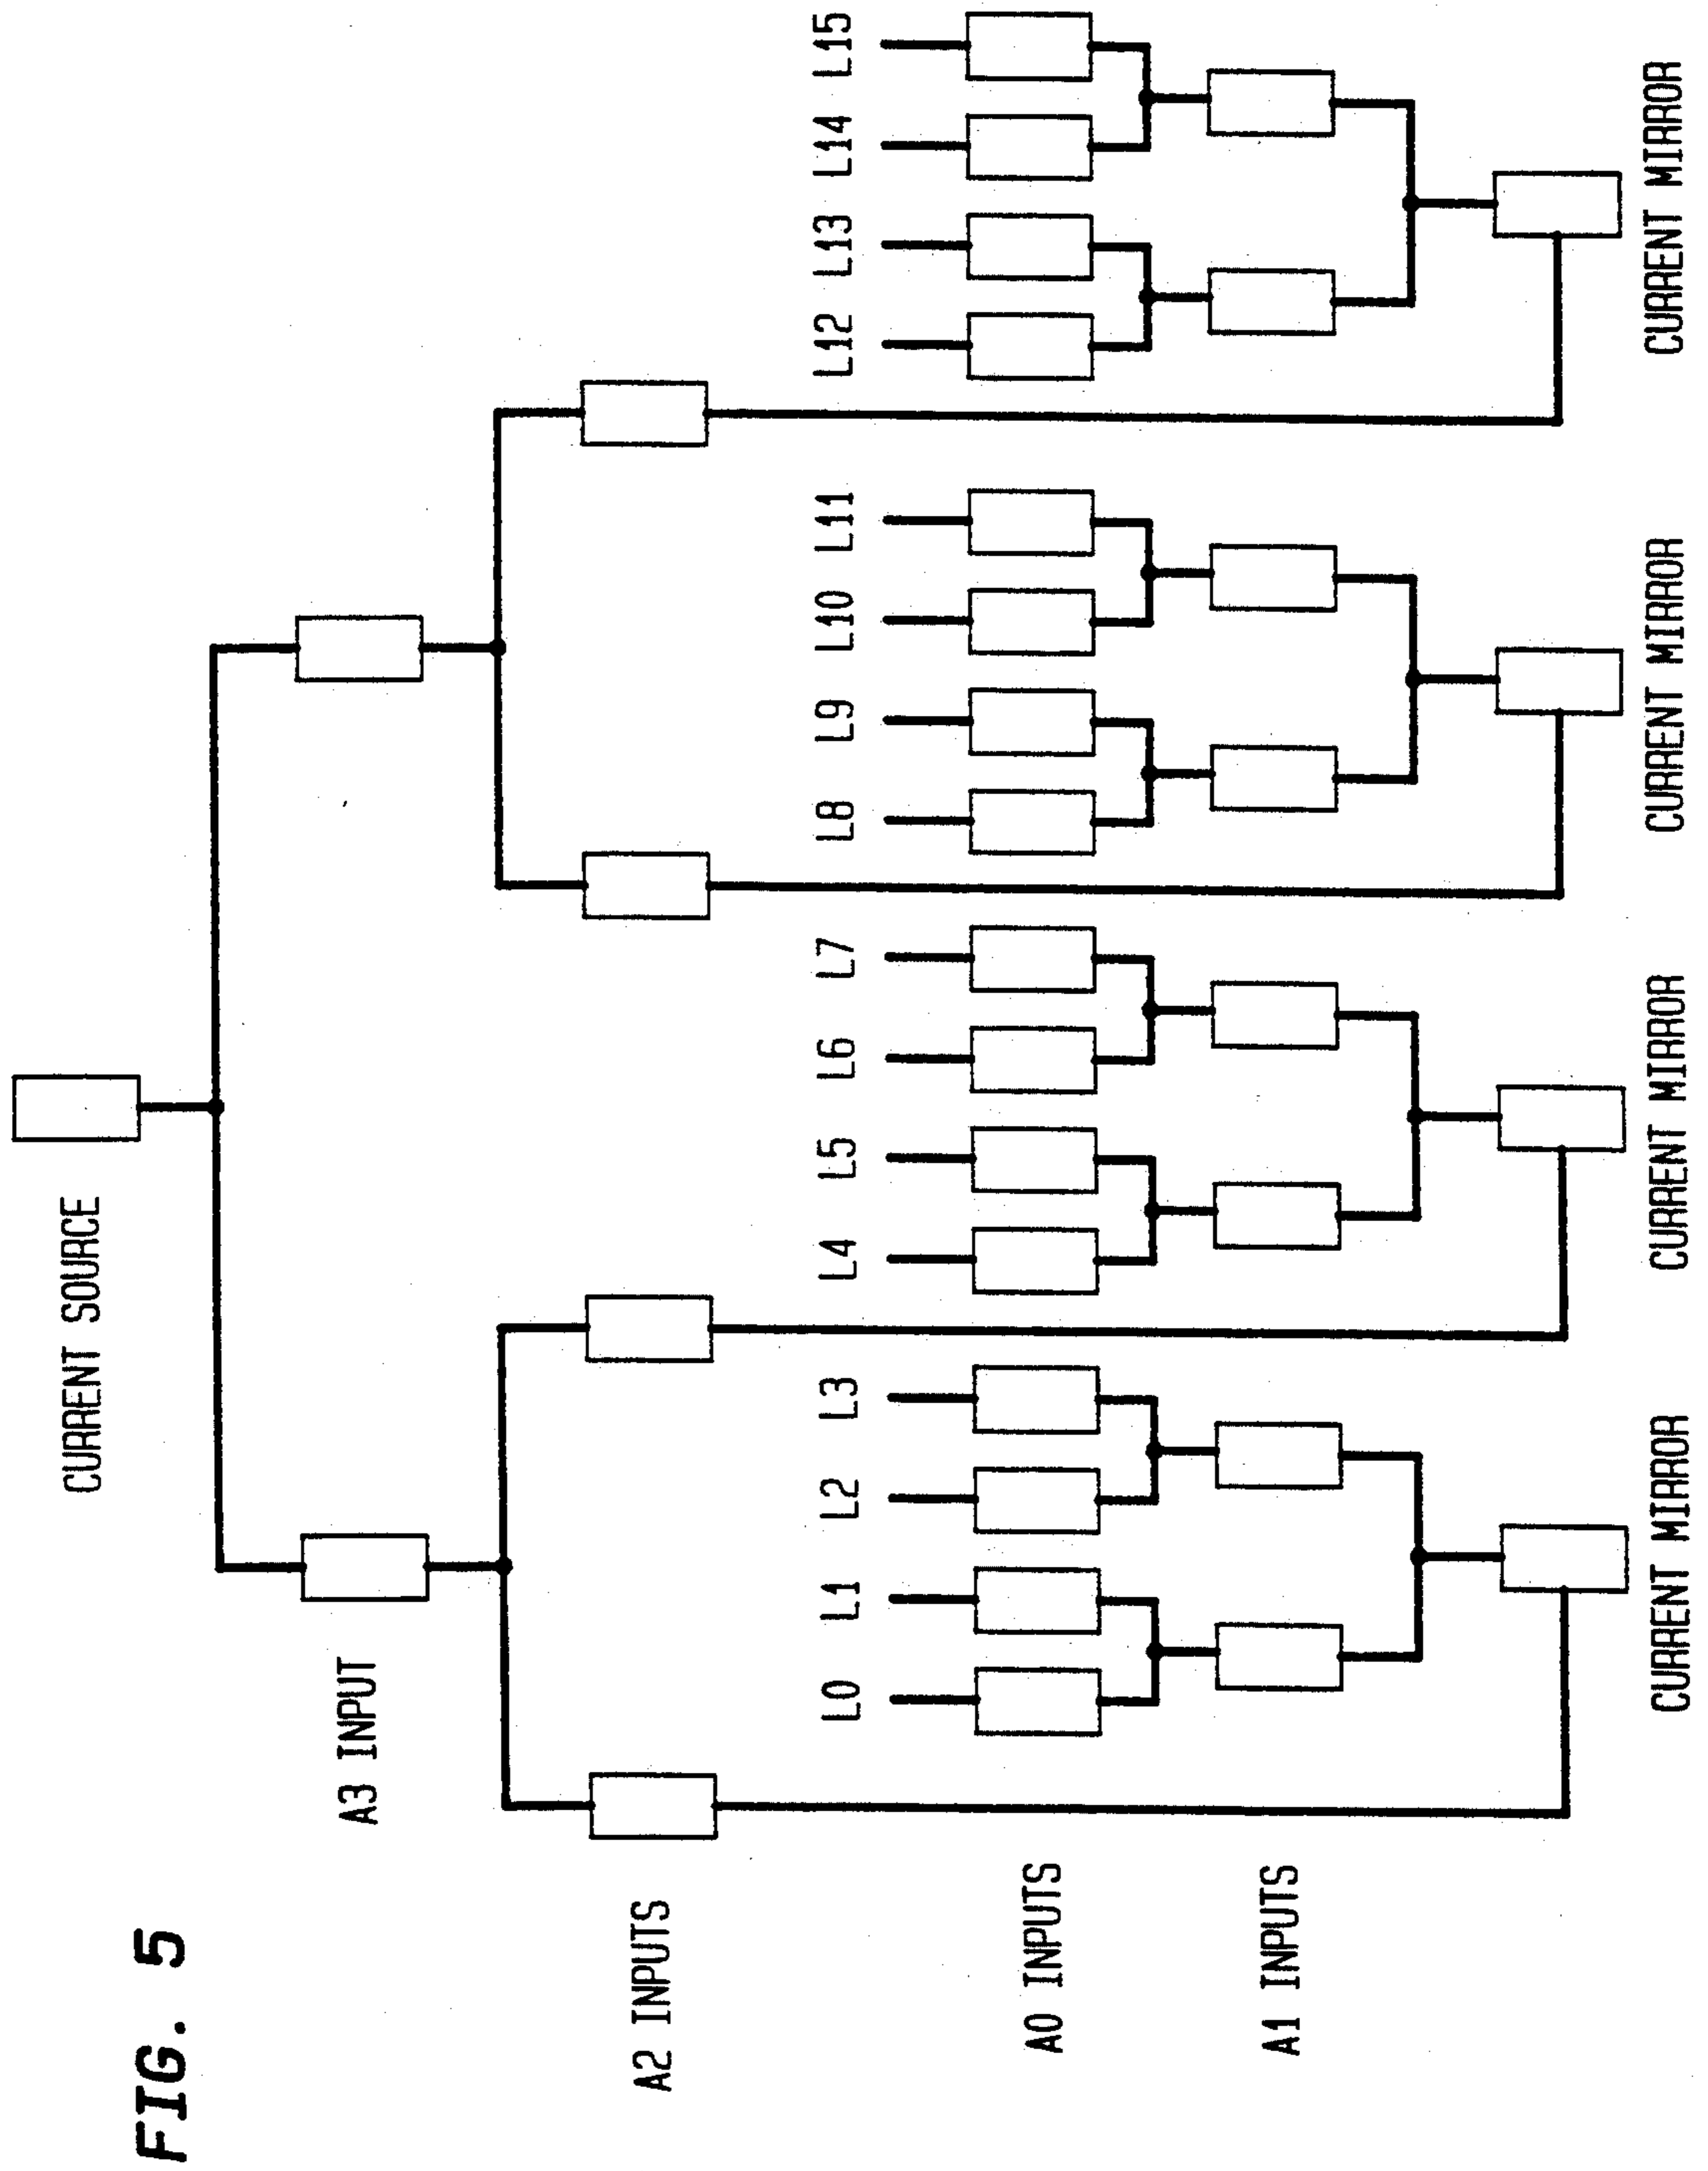 FIG. 5
CURRENT SOURCE
A3 INPUT
A2 INPUTS
L0 L1 L2 L3 L4 L5 L6 L7 L8 L9 L10 L11 L12 L13 L14 L15
A0 INPUTS
A1 INPUTS
CURRENT MIRROR CURRENT MIRROR CURRENT MIRROR CURRENT MIRROR